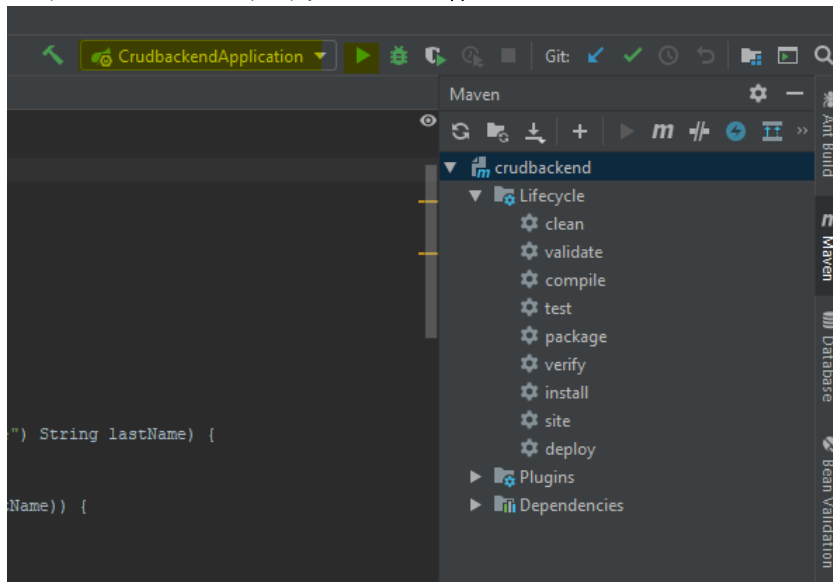 CrudbackendApplication
Git:
Maven
m
crudbackend
Lifecycle
clean
validate
compile
test
package
verify
install
site
deploy
Plugins
Dependencies
") String lastName) {
Name)) {
Ant Build
m Maven
Database
Bean Validation